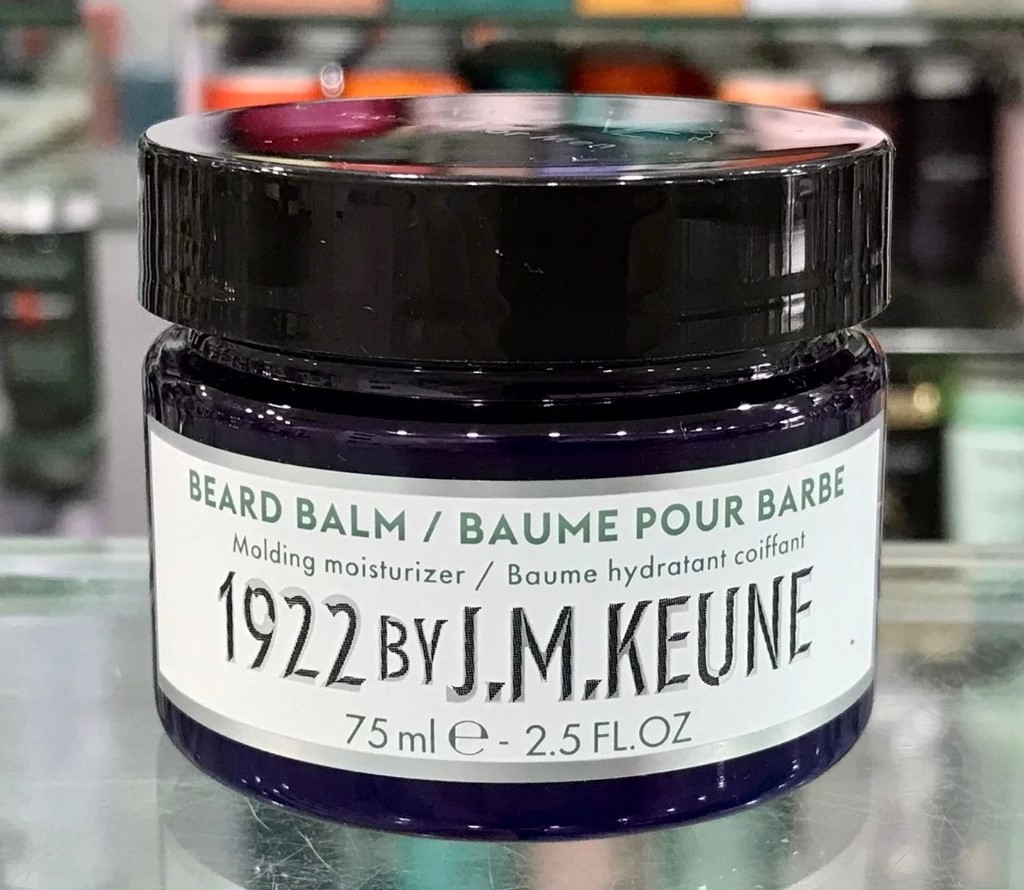 BEARD BALM / BAUME POUR BARBE
Molding moisturizer / Baume hydratant coiffant
1922 BY J.M.KEUNE
75 ml ℮ - 2.5 FL.OZ